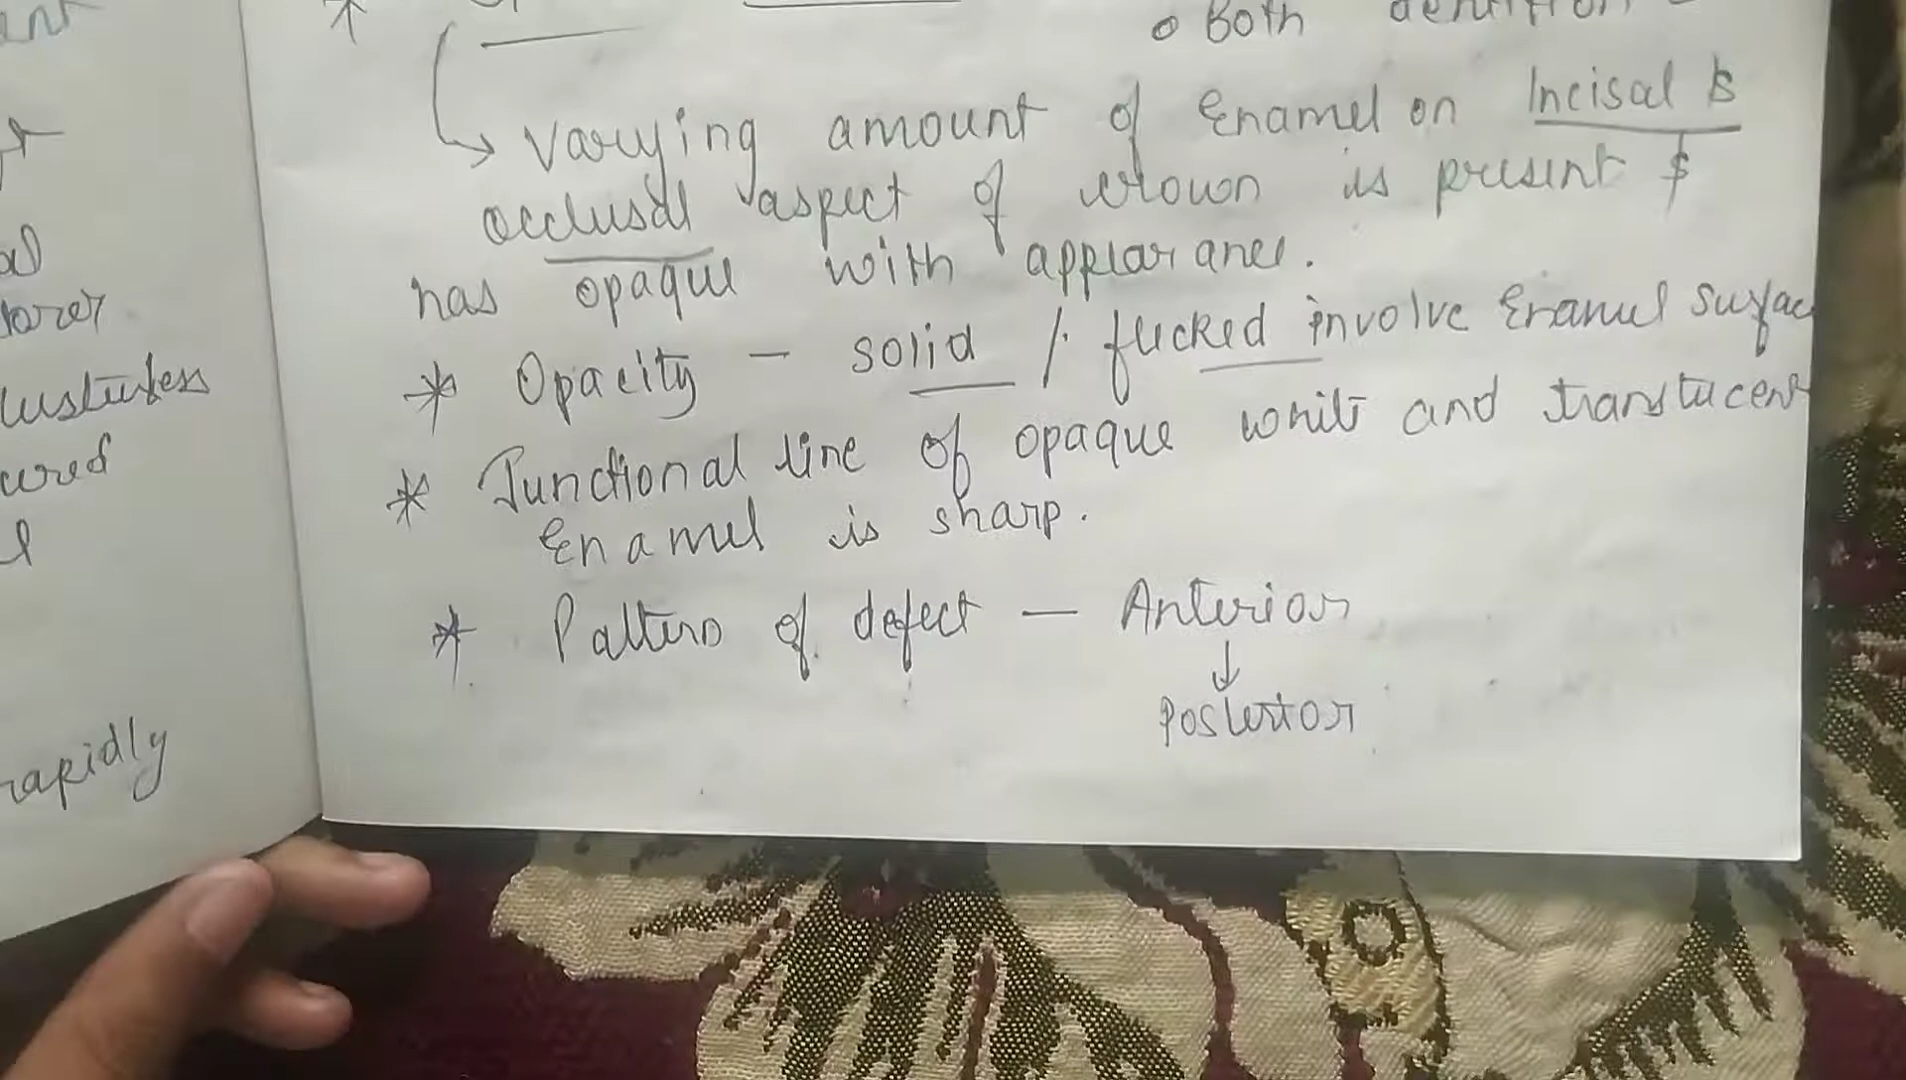 rapidly
o Both dentition
→ Varying amount of Enamel on Incisal &
occlusal aspect of crown is present &
has opaque with appearance.
* Opacity - solid / flecked involve Enamel surfac
* Junctional line of opaque white and translucent
Enamel is sharp.
* Pattern of defect - Anterior
↓
Posterior